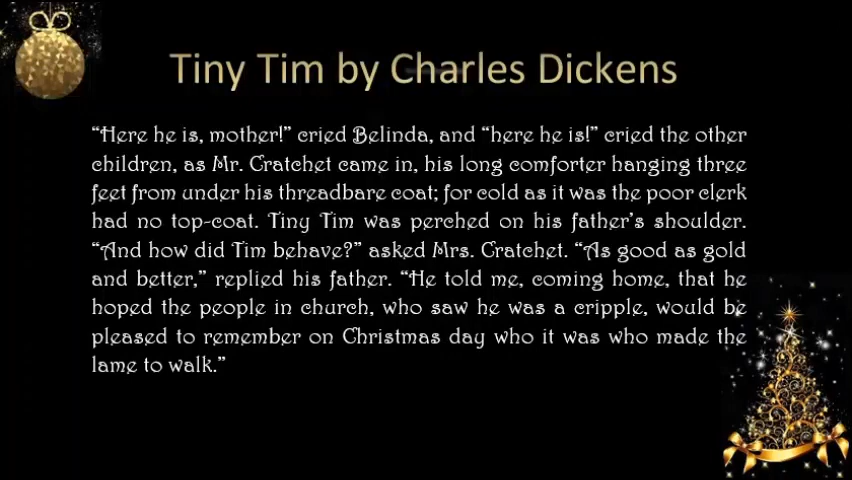 Tiny Tim by Charles Dickens
“Here he is, mother!” cried Belinda, and “here he is!” cried the other
children, as Mr. Cratchet came in, his long comforter hanging three
feet from under his threadbare coat; for cold as it was the poor clerk
had no top-coat. Tiny Tim was perched on his father’s shoulder.
“And how did Tim behave?” asked Mrs. Cratchet. “As good as gold
and better,” replied his father. “He told me, coming home, that he
hoped the people in church, who saw he was a cripple, would be
pleased to remember on Christmas day who it was who made the
lame to walk.”